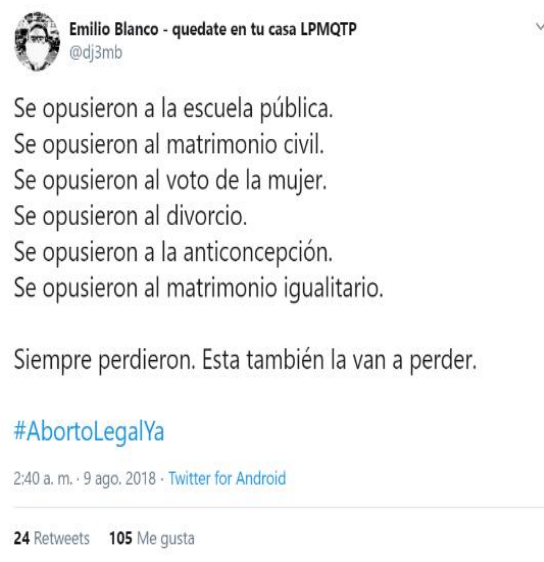 Emilio Blanco - quedate en tu casa LPMQTP
@dj3mb
Se opusieron a la escuela pública.
Se opusieron al matrimonio civil.
Se opusieron al voto de la mujer.
Se opusieron al divorcio.
Se opusieron a la anticoncepción.
Se opusieron al matrimonio igualitario.
Siempre perdieron. Esta también la van a perder.
#AbortoLegalYa
2:40 a. m. · 9 ago. 2018 · Twitter for Android
24 Retweets 105 Me gusta